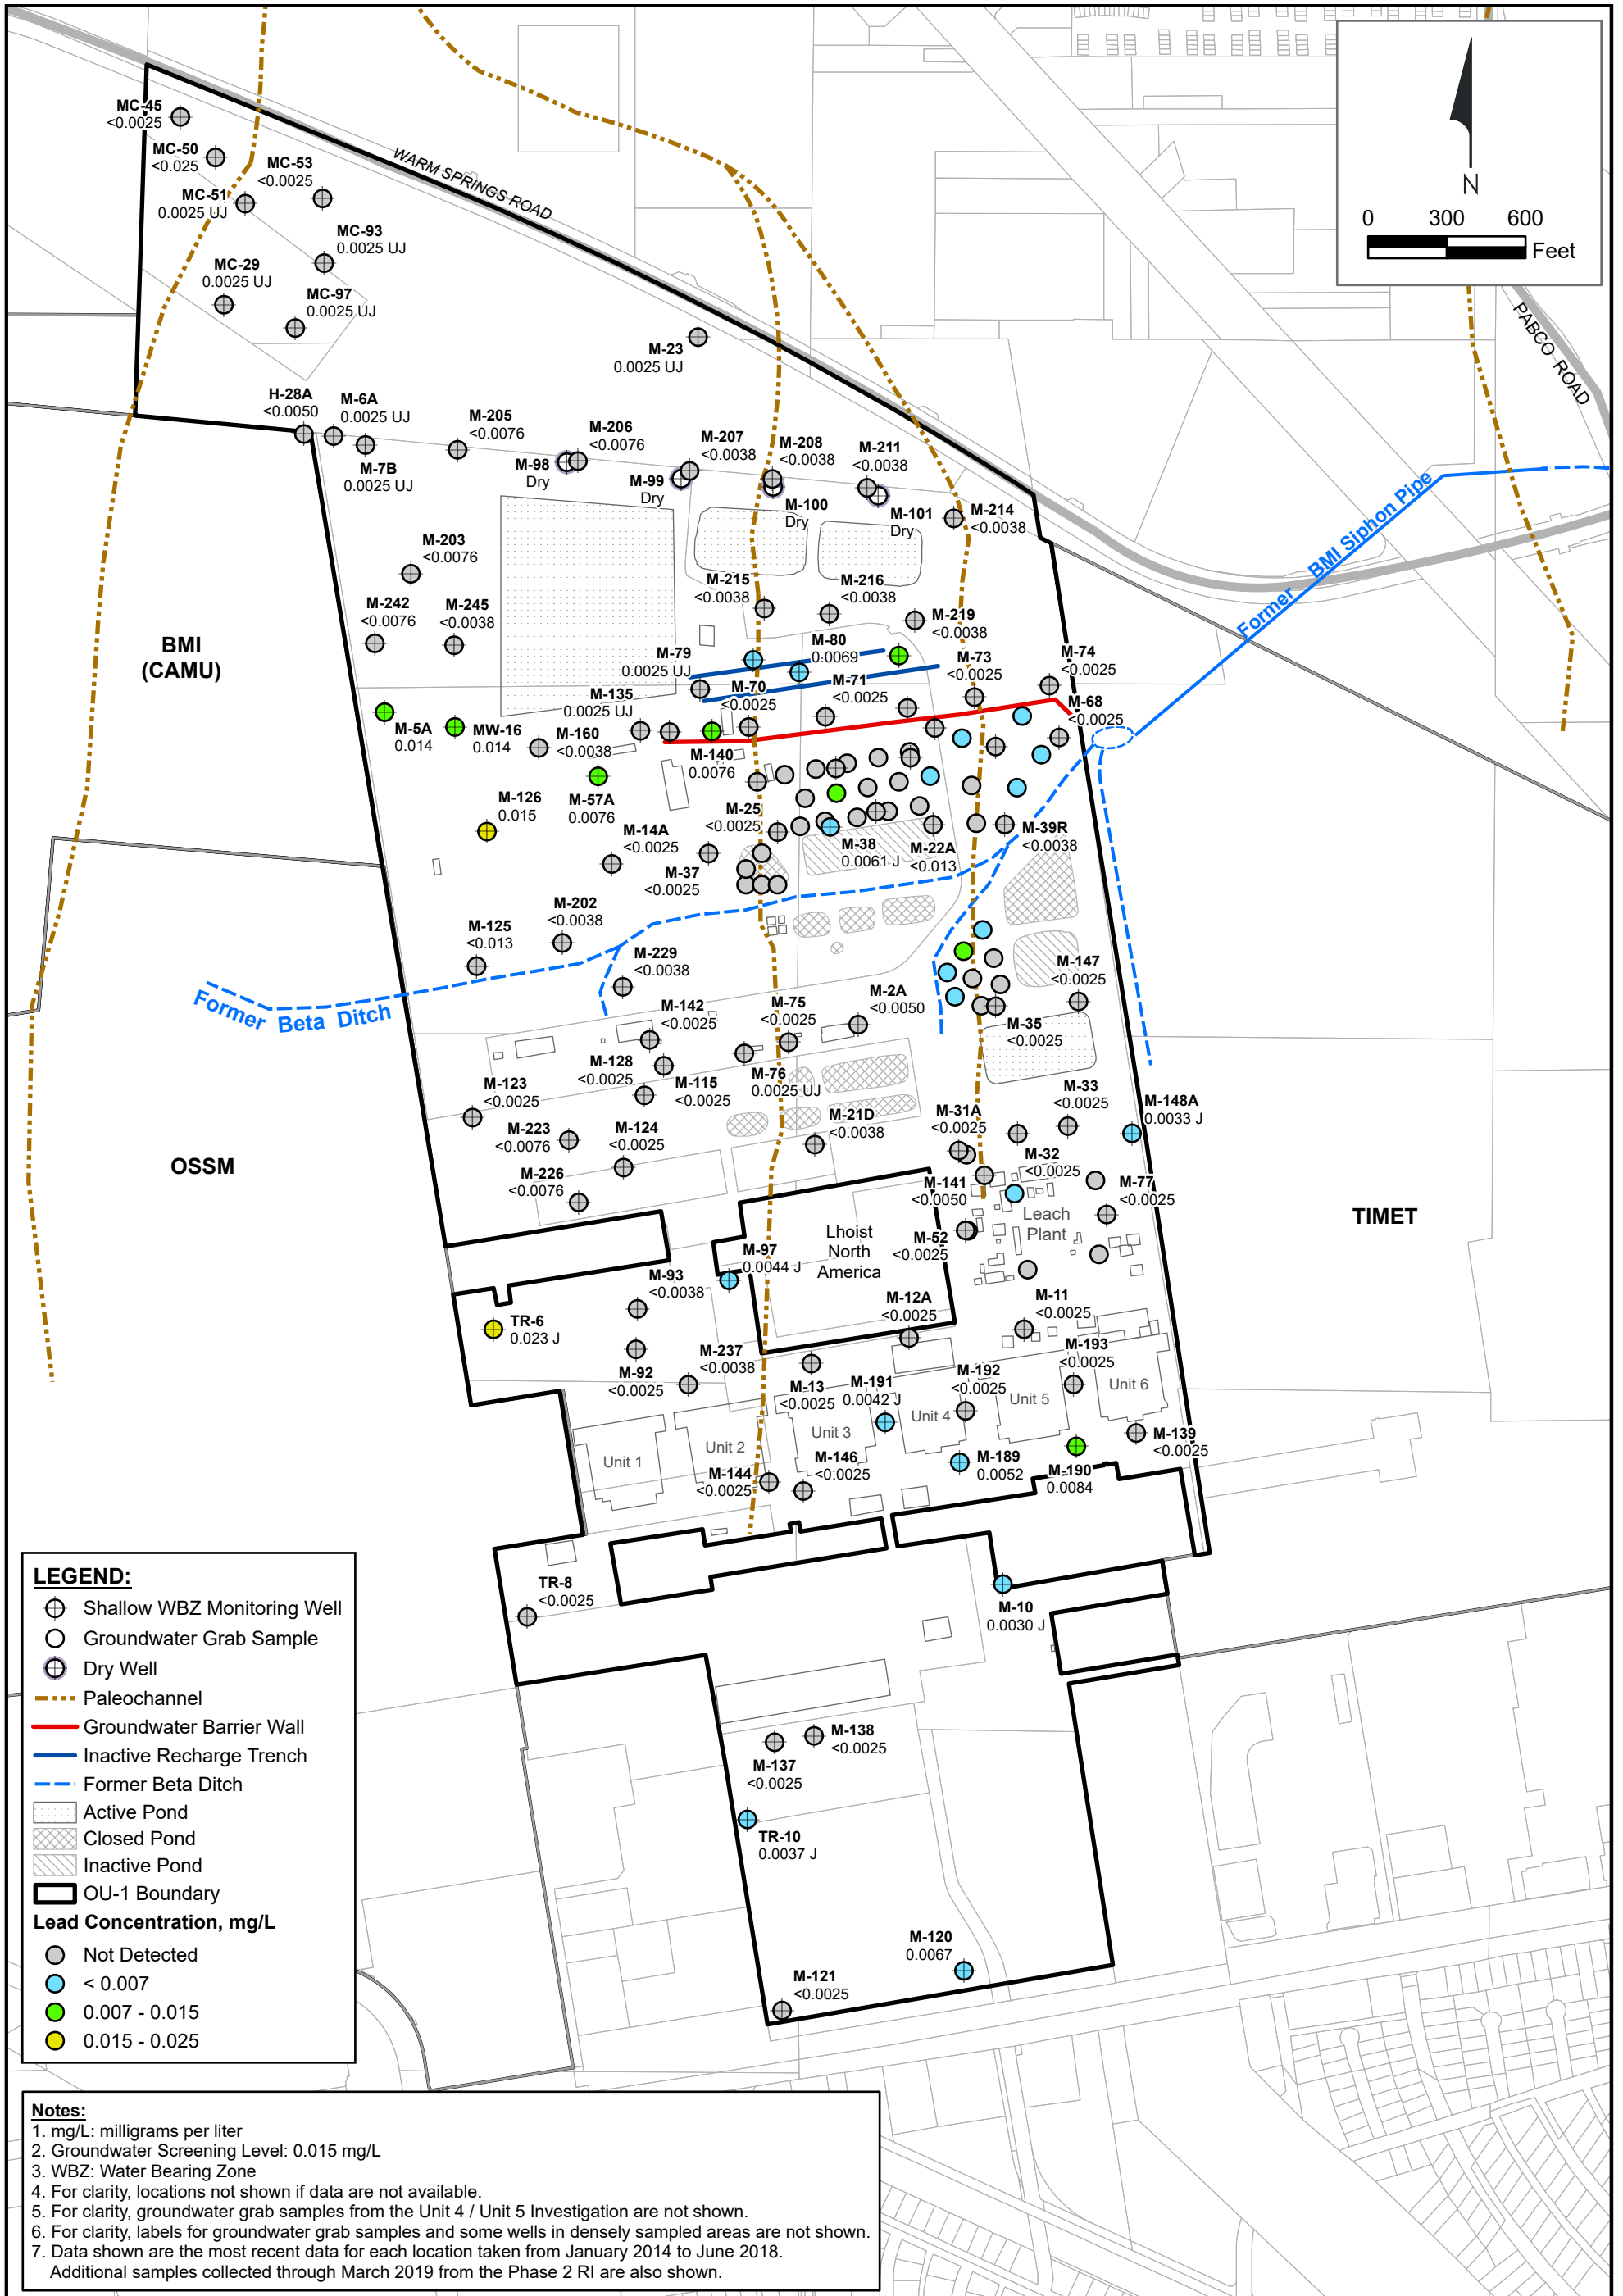 MC-45
<0.0025
MC-50
<0.025
MC-53
<0.0025
MC-51
0.0025 UJ
MC-93
0.0025 UJ
MC-29
0.0025 UJ
MC-97
0.0025 UJ
WARM SPRINGS ROAD
N
0 300 600
Feet
PABCO ROAD
M-23
0.0025 UJ
H-28A
<0.0050
M-6A
0.0025 UJ
M-7B
0.0025 UJ
M-205
<0.0076
M-206
<0.0076
M-98
Dry
M-207
<0.0038
M-99
Dry
M-208
<0.0038
M-100
Dry
M-211
<0.0038
M-101
Dry
M-214
<0.0038
Former BMI Siphon Pipe
M-203
<0.0076
M-242
<0.0076
M-245
<0.0038
M-215
<0.0038
M-216
<0.0038
M-219
<0.0038
BMI
(CAMU)
M-79
0.0025 UJ
M-80
0.0069
M-73
<0.0025
M-74
<0.0025
M-135
0.0025 UJ
M-70
<0.0025
M-71
<0.0025
M-68
<0.0025
M-5A
0.014
MW-16
0.014
M-160
<0.0038
M-140
0.0076
M-57A
0.0076
M-126
0.015
M-25
<0.0025
M-14A
<0.0025
M-37
<0.0025
M-38
0.0061 J
M-22A
<0.013
M-39R
<0.0038
M-202
<0.0038
M-125
<0.013
M-229
<0.0038
M-147
<0.0025
Former Beta Ditch
M-142
<0.0025
M-75
<0.0025
M-2A
<0.0050
M-35
<0.0025
M-128
<0.0025
M-76
0.0025 UJ
M-115
<0.0025
M-123
<0.0025
M-223
<0.0076
M-124
<0.0025
M-21D
<0.0038
M-31A
<0.0025
M-33
<0.0025
M-148A
0.0033 J
OSSM
M-226
<0.0076
M-32
<0.0025
M-141
<0.0050
M-77
<0.0025
TIMET
Leach
Plant
Lhoist
North
America
M-52
<0.0025
M-97
0.0044 J
M-93
<0.0038
M-12A
<0.0025
M-11
<0.0025
TR-6
0.023 J
M-92
<0.0025
M-237
<0.0038
M-13
<0.0025
M-191
0.0042 J
M-192
<0.0025
M-193
<0.0025
Unit 1
Unit 2
Unit 3
Unit 4
Unit 5
Unit 6
M-139
<0.0025
M-144
<0.0025
M-146
<0.0025
M-189
0.0052
M-190
0.0084
TR-8
<0.0025
M-10
0.0030 J
M-138
<0.0025
M-137
<0.0025
TR-10
0.0037 J
M-120
0.0067
M-121
<0.0025
LEGEND:
Shallow WBZ Monitoring Well
Groundwater Grab Sample
Dry Well
Paleochannel
Groundwater Barrier Wall
Inactive Recharge Trench
Former Beta Ditch
Active Pond
Closed Pond
Inactive Pond
OU-1 Boundary
Lead Concentration, mg/L
Not Detected
< 0.007
0.007 - 0.015
0.015 - 0.025
Notes:
1. mg/L: milligrams per liter
2. Groundwater Screening Level: 0.015 mg/L
3. WBZ: Water Bearing Zone
4. For clarity, locations not shown if data are not available.
5. For clarity, groundwater grab samples from the Unit 4 / Unit 5 Investigation are not shown.
6. For clarity, labels for groundwater grab samples and some wells in densely sampled areas are not shown.
7. Data shown are the most recent data for each location taken from January 2014 to June 2018.
Additional samples collected through March 2019 from the Phase 2 RI are also shown.